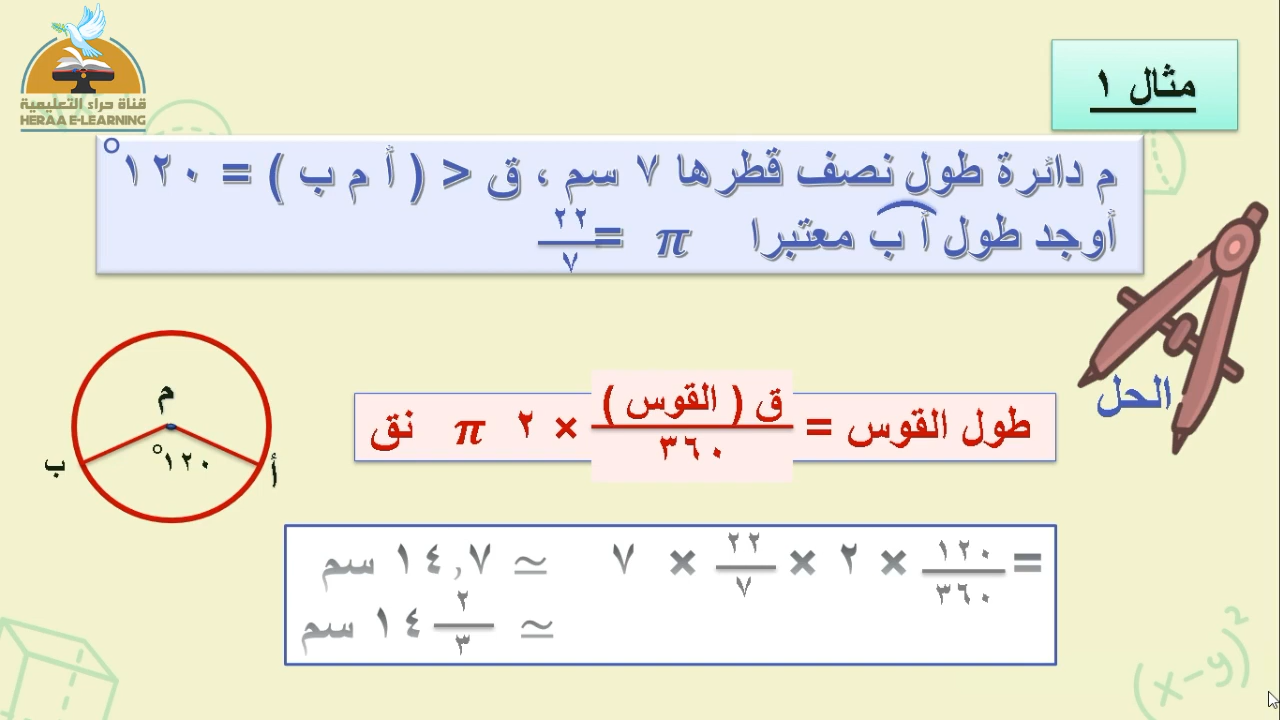 قناة حراء التعليمية
HERAA E-LEARNING
مثال ١
م دائرة طول نصف قطرها ٧ سم ، ق < ( أ م ب ) = ١٢٠°
أوجد طول أ ب معتبرا π = ٢٢/٧
الحل
طول القوس = ق ( القوس ) / ٣٦٠ × ٢ π نق
م
١٢٠°
ب
أ
= ١٢٠/٣٦٠ × ٢ × ٢٢/٧ × ٧ ≃ ١٤,٧ سم
≃ ١٤ ٢/٣ سم
(x-y)²